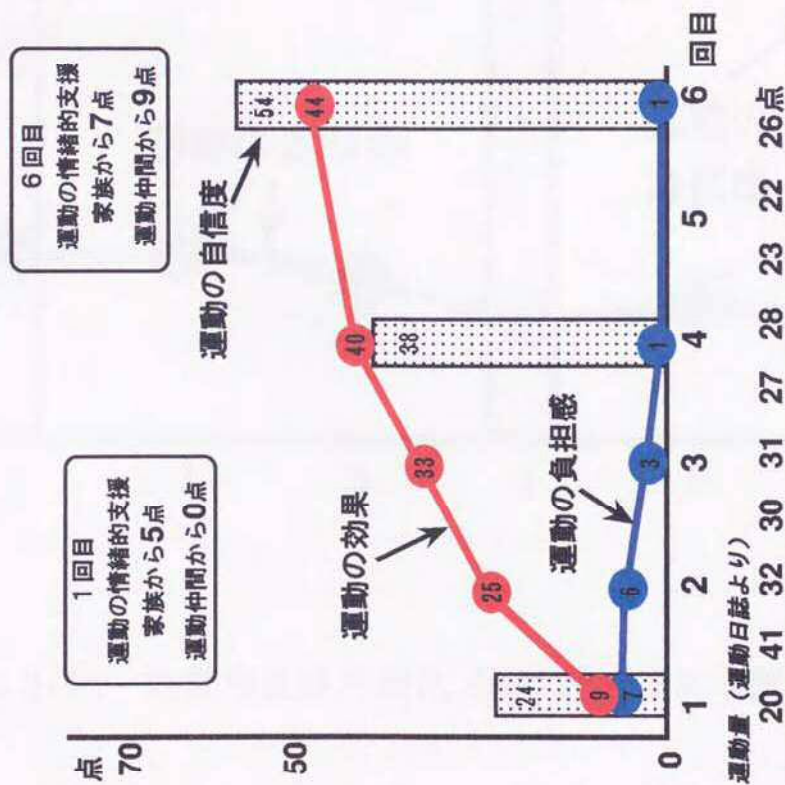 1回目
運動の情緒的支援
家族から5点
運動仲間から0点
6回目
運動の情緒的支援
家族から7点
運動仲間から9点
点
70
50
0
運動の自信度
運動の効果
運動の負担感
24
38
54
9
25
33
40
44
7
6
3
1
1
1 2 3 4 5 6 回目
運動量（運動日誌より）
20 41 32 30 31 27 28 23 22 26点